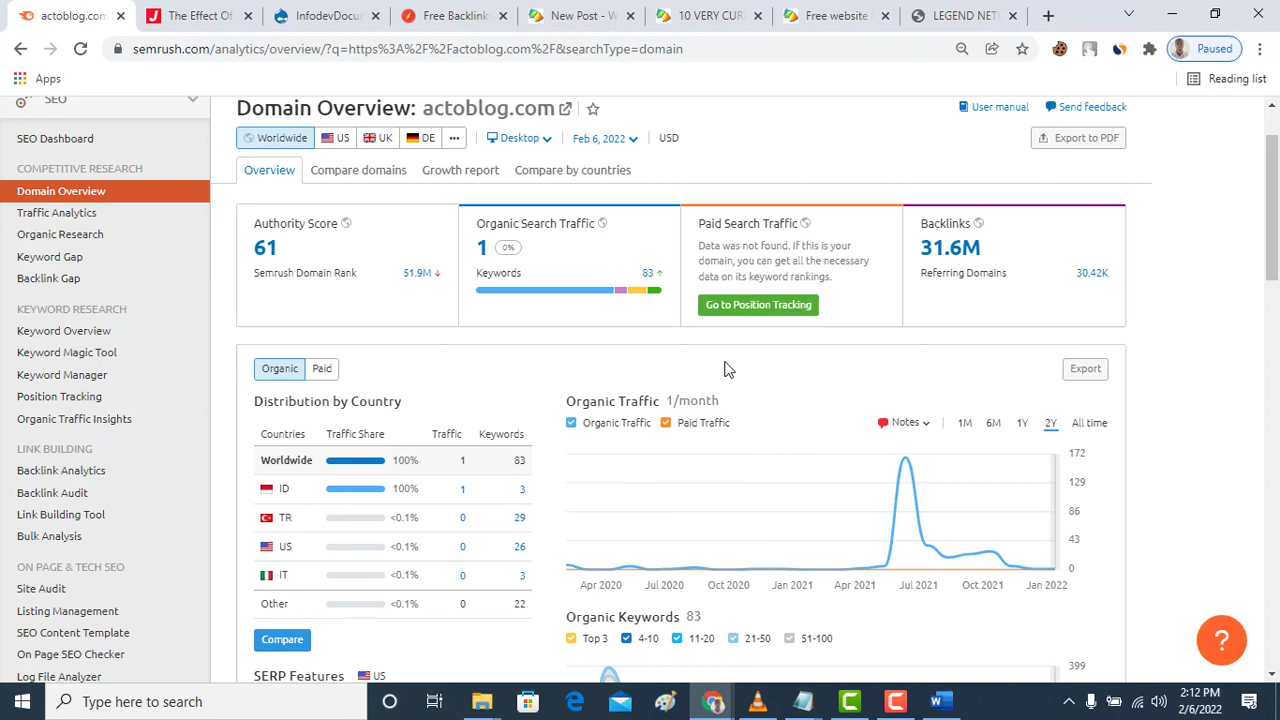 actoblog.com
The Effect Of
InfodevDocu
Free Backlinks
New Post - W
10 VERY CUR
Free website
LEGEND NET
semrush.com/analytics/overview/?q=https%3A%2F%2Factoblog.com%2F&searchType=domain
Paused
Apps
Reading list
SEO
SEO Dashboard
COMPETITIVE RESEARCH
Domain Overview
Traffic Analytics
Organic Research
Keyword Gap
Backlink Gap
KEYWORD RESEARCH
Keyword Overview
Keyword Magic Tool
Keyword Manager
Position Tracking
Organic Traffic Insights
LINK BUILDING
Backlink Analytics
Backlink Audit
Link Building Tool
Bulk Analysis
ON PAGE & TECH SEO
Site Audit
Listing Management
SEO Content Template
On Page SEO Checker
Log File Analyzer
Domain Overview: actoblog.com
User manual
Send feedback
Worldwide US UK DE ••• Desktop Feb 6, 2022 USD
Export to PDF
Overview Compare domains Growth report Compare by countries
Authority Score
61
Semrush Domain Rank 51.9M
Organic Search Traffic
1 0%
Keywords 83
Paid Search Traffic
Data was not found. If this is your
domain, you can get all the necessary
data on its keyword rankings.
Go to Position Tracking
Backlinks
31.6M
Referring Domains 30.42K
Organic Paid
Export
Distribution by Country
Countries Traffic Share Traffic Keywords
Worldwide 100% 1 83
ID 100% 1 3
TR <0.1% 0 29
US <0.1% 0 26
IT <0.1% 0 3
Other <0.1% 0 22
Compare
SERP Features US
Organic Traffic 1/month
Organic Traffic Paid Traffic
Notes 1M 6M 1Y 2Y All time
172
129
86
43
0
Apr 2020 Jul 2020 Oct 2020 Jan 2021 Apr 2021 Jul 2021 Oct 2021 Jan 2022
Organic Keywords 83
Top 3 4-10 11-20 21-50 51-100
399
?
Type here to search
2:12 PM
2/6/2022